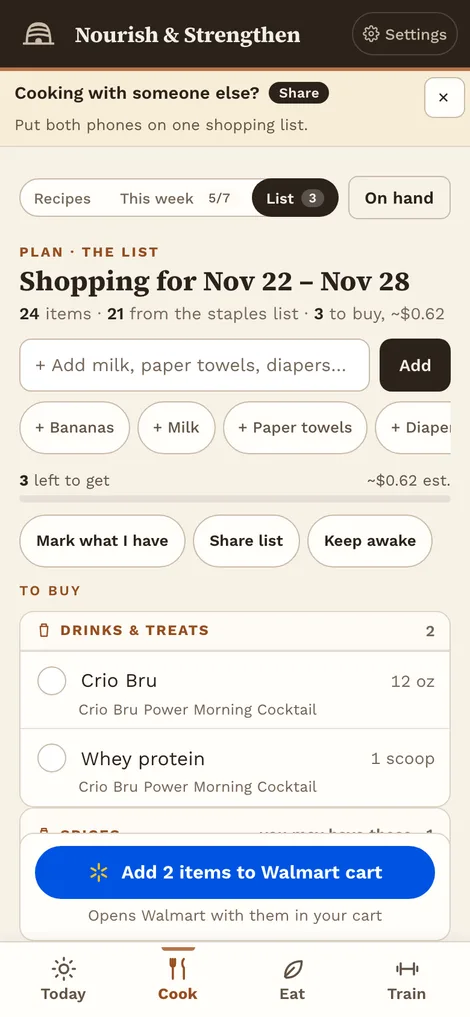 Nourish & Strengthen
Settings
Cooking with someone else? Share
Put both phones on one shopping list.
×
Recipes This week 5/7 List 3 On hand
PLAN · THE LIST
Shopping for Nov 22 – Nov 28
24 items · 21 from the staples list · 3 to buy, ~$0.62
+ Add milk, paper towels, diapers... Add
+ Bananas + Milk + Paper towels + Diaper
3 left to get ~$0.62 est.
Mark what I have Share list Keep awake
TO BUY
DRINKS & TREATS 2
Crio Bru 12 oz
Crio Bru Power Morning Cocktail
Whey protein 1 scoop
Crio Bru Power Morning Cocktail
Add 2 items to Walmart cart
Opens Walmart with them in your cart
Today Cook Eat Train